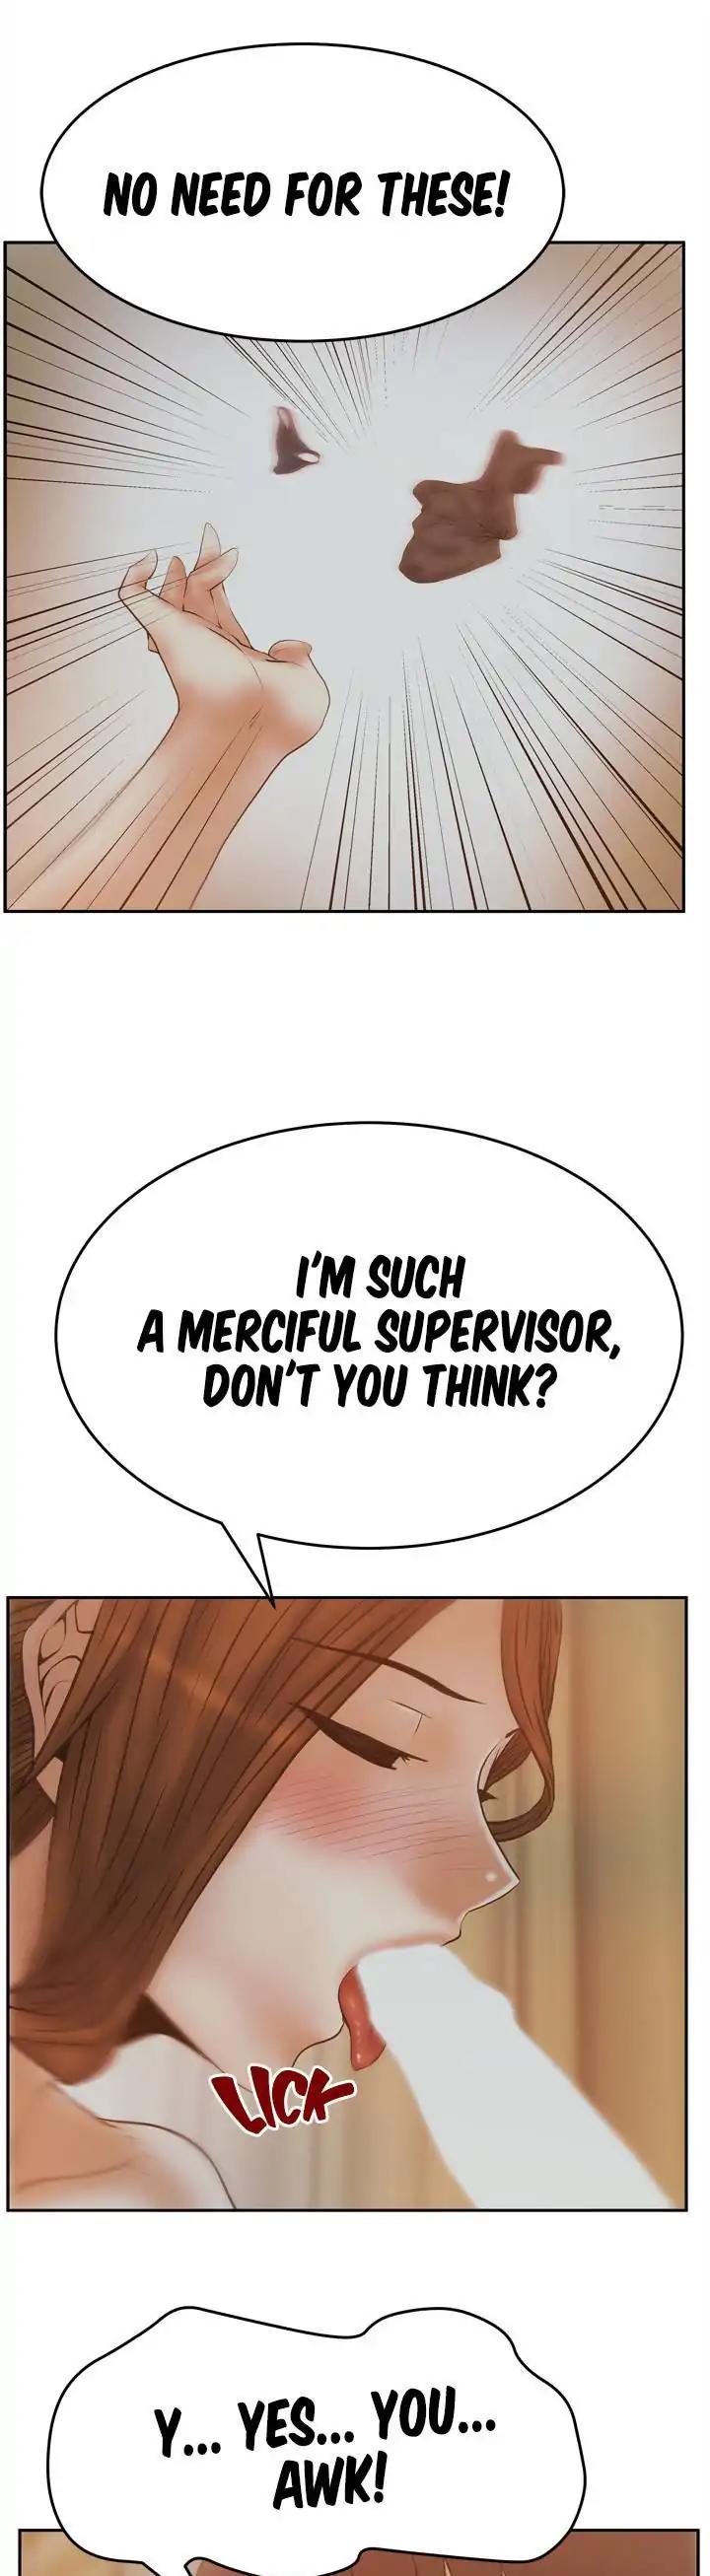 NO NEED FOR THESE!
I'M SUCH
A MERCIFUL SUPERVISOR,
DON'T YOU THINK?
LICK
Y... YES... YOU...
AWK!